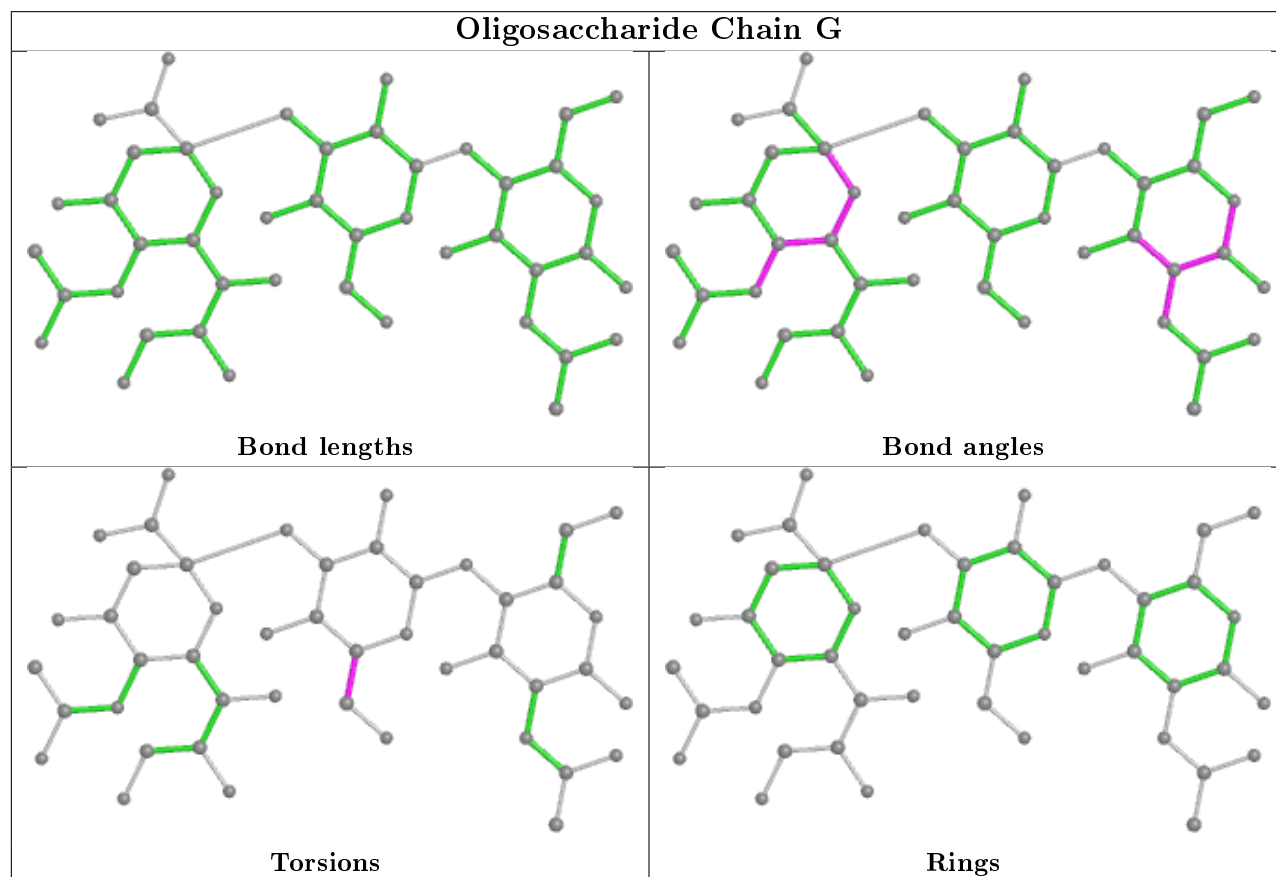 Oligosaccharide Chain G
Bond lengths
Bond angles
Torsions
Rings